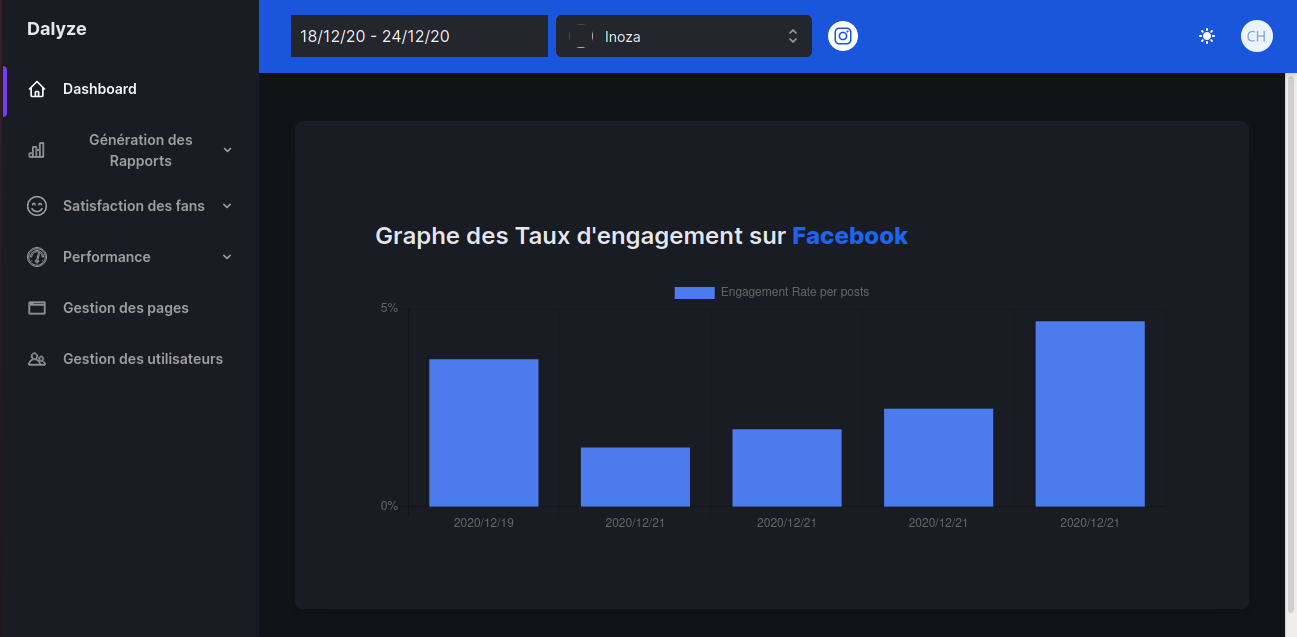 Dalyze
18/12/20 - 24/12/20
Inoza
CH
Dashboard
Génération des
Rapports
Satisfaction des fans
Performance
Gestion des pages
Gestion des utilisateurs
Graphe des Taux d'engagement sur Facebook
Engagement Rate per posts
5%
0%
2020/12/19
2020/12/21
2020/12/21
2020/12/21
2020/12/21